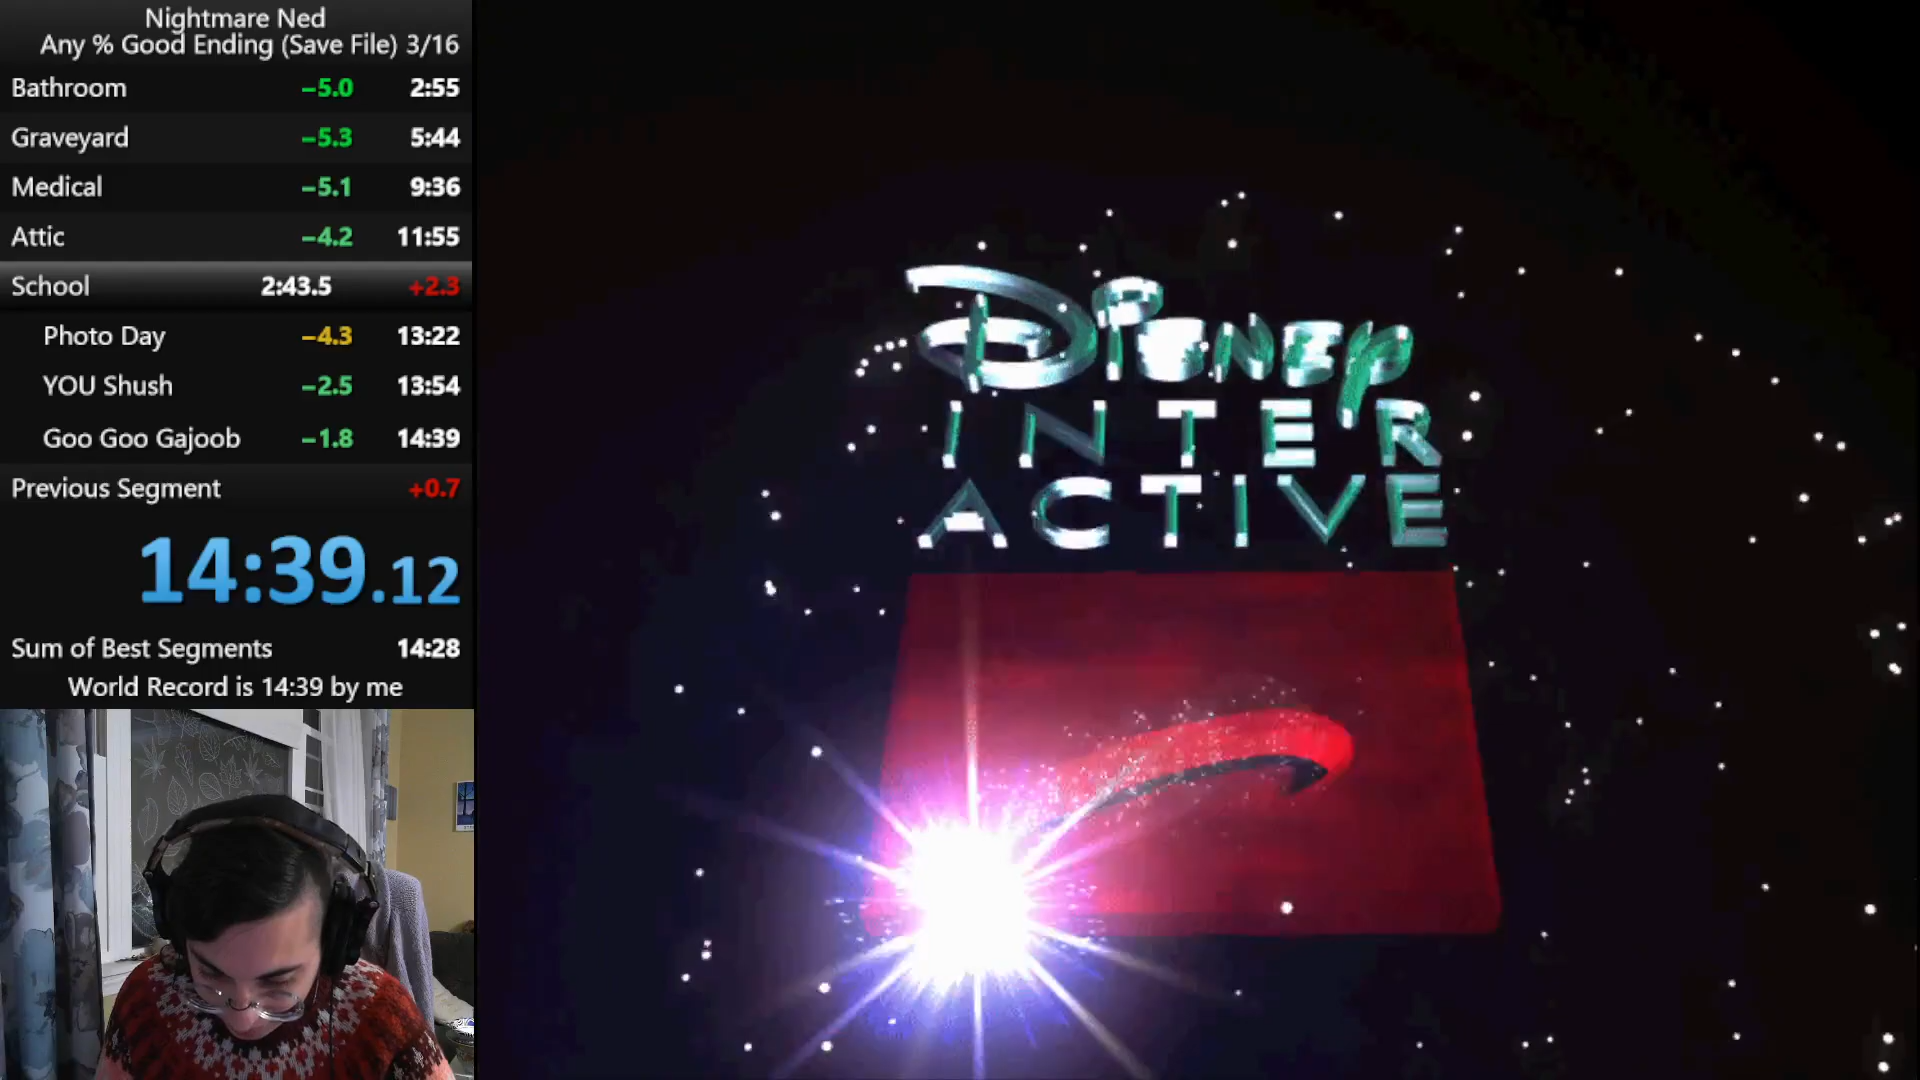 Nightmare Ned
Any % Good Ending (Save File) 3/16
Bathroom −5.0 2:55
Graveyard −5.3 5:44
Medical −5.1 9:36
Attic −4.2 11:55
School 2:43.5 +2.3
Photo Day −4.3 13:22
YOU Shush −2.5 13:54
Goo Goo Gajoob −1.8 14:39
Previous Segment +0.7
14:39.12
Sum of Best Segments 14:28
World Record is 14:39 by me
Disney
INTER
ACTIVE